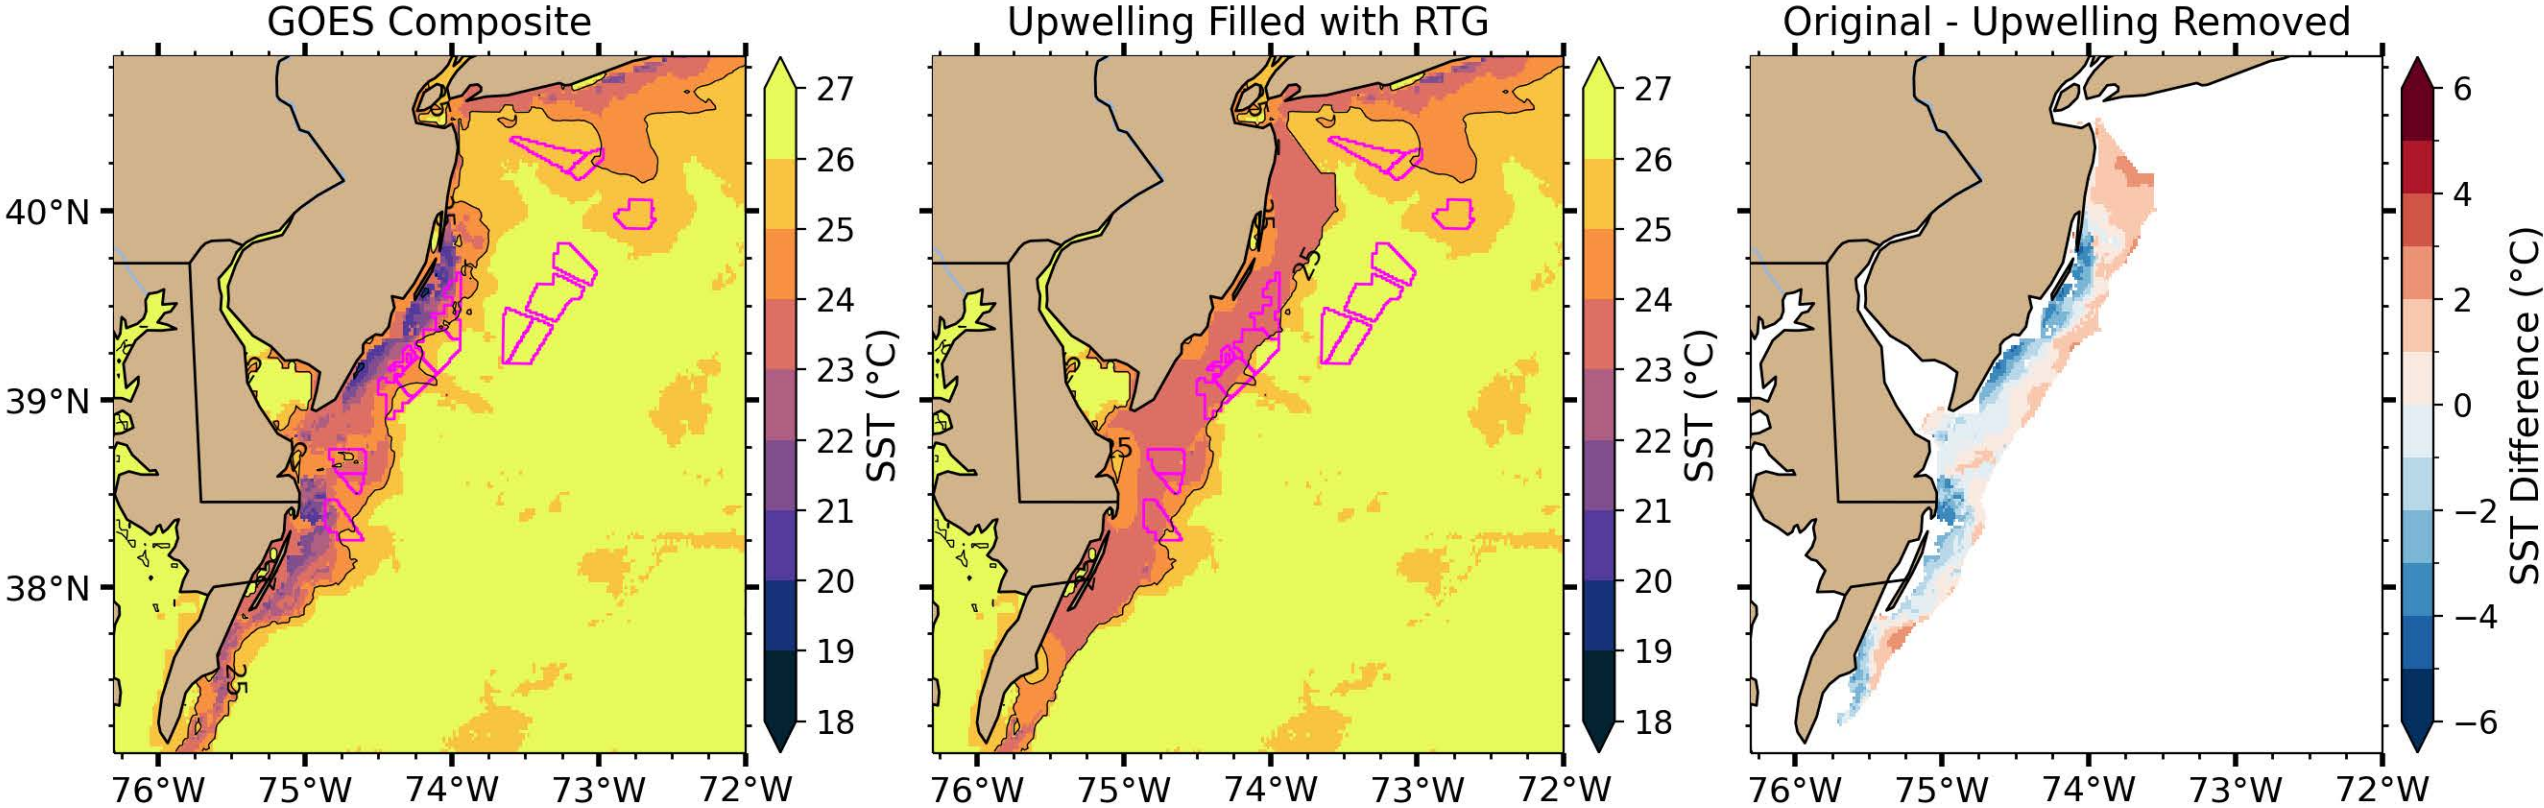 GOES Composite
Upwelling Filled with RTG
Original - Upwelling Removed
40°N
39°N
38°N
76°W 75°W 74°W 73°W 72°W
25
25
27
26
25
24
23
22
21
20
19
18
SST (°C)
76°W 75°W 74°W 73°W 72°W
25
25
25
27
26
25
24
23
22
21
20
19
18
SST (°C)
76°W 75°W 74°W 73°W 72°W
6
4
2
0
−2
−4
−6
SST Difference (°C)